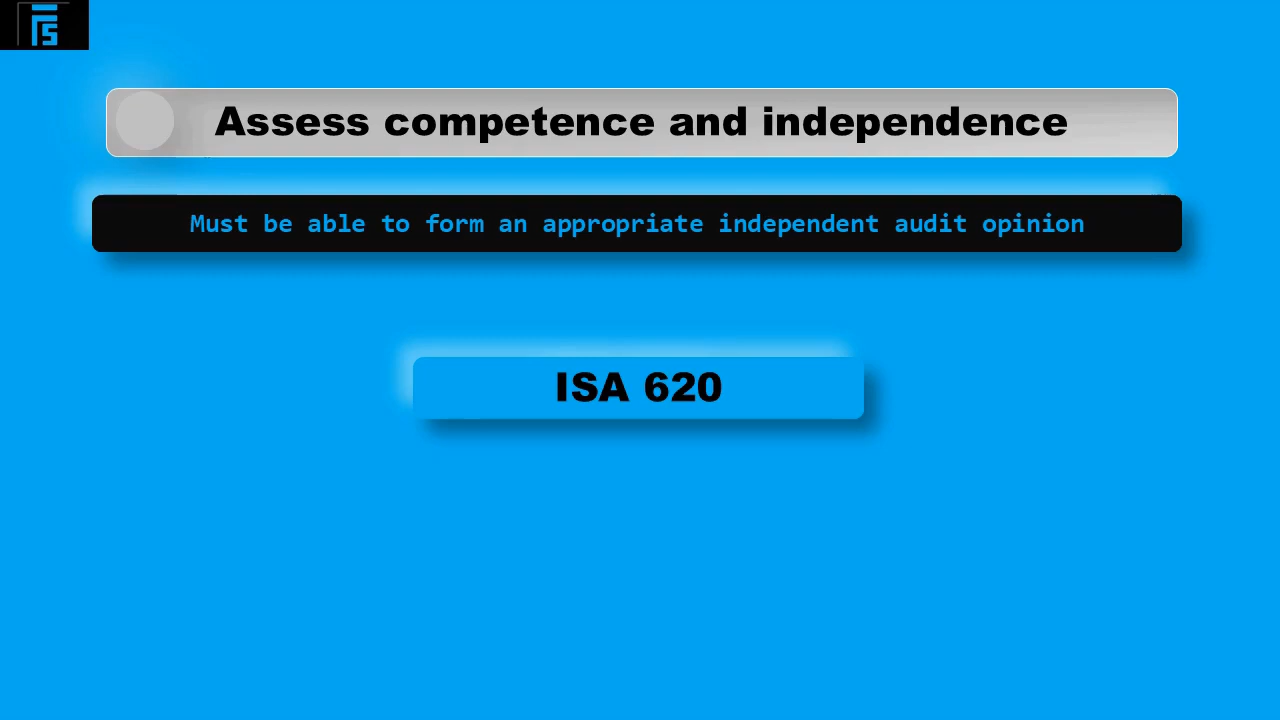 Assess competence and independence
Must be able to form an appropriate independent audit opinion
ISA 620